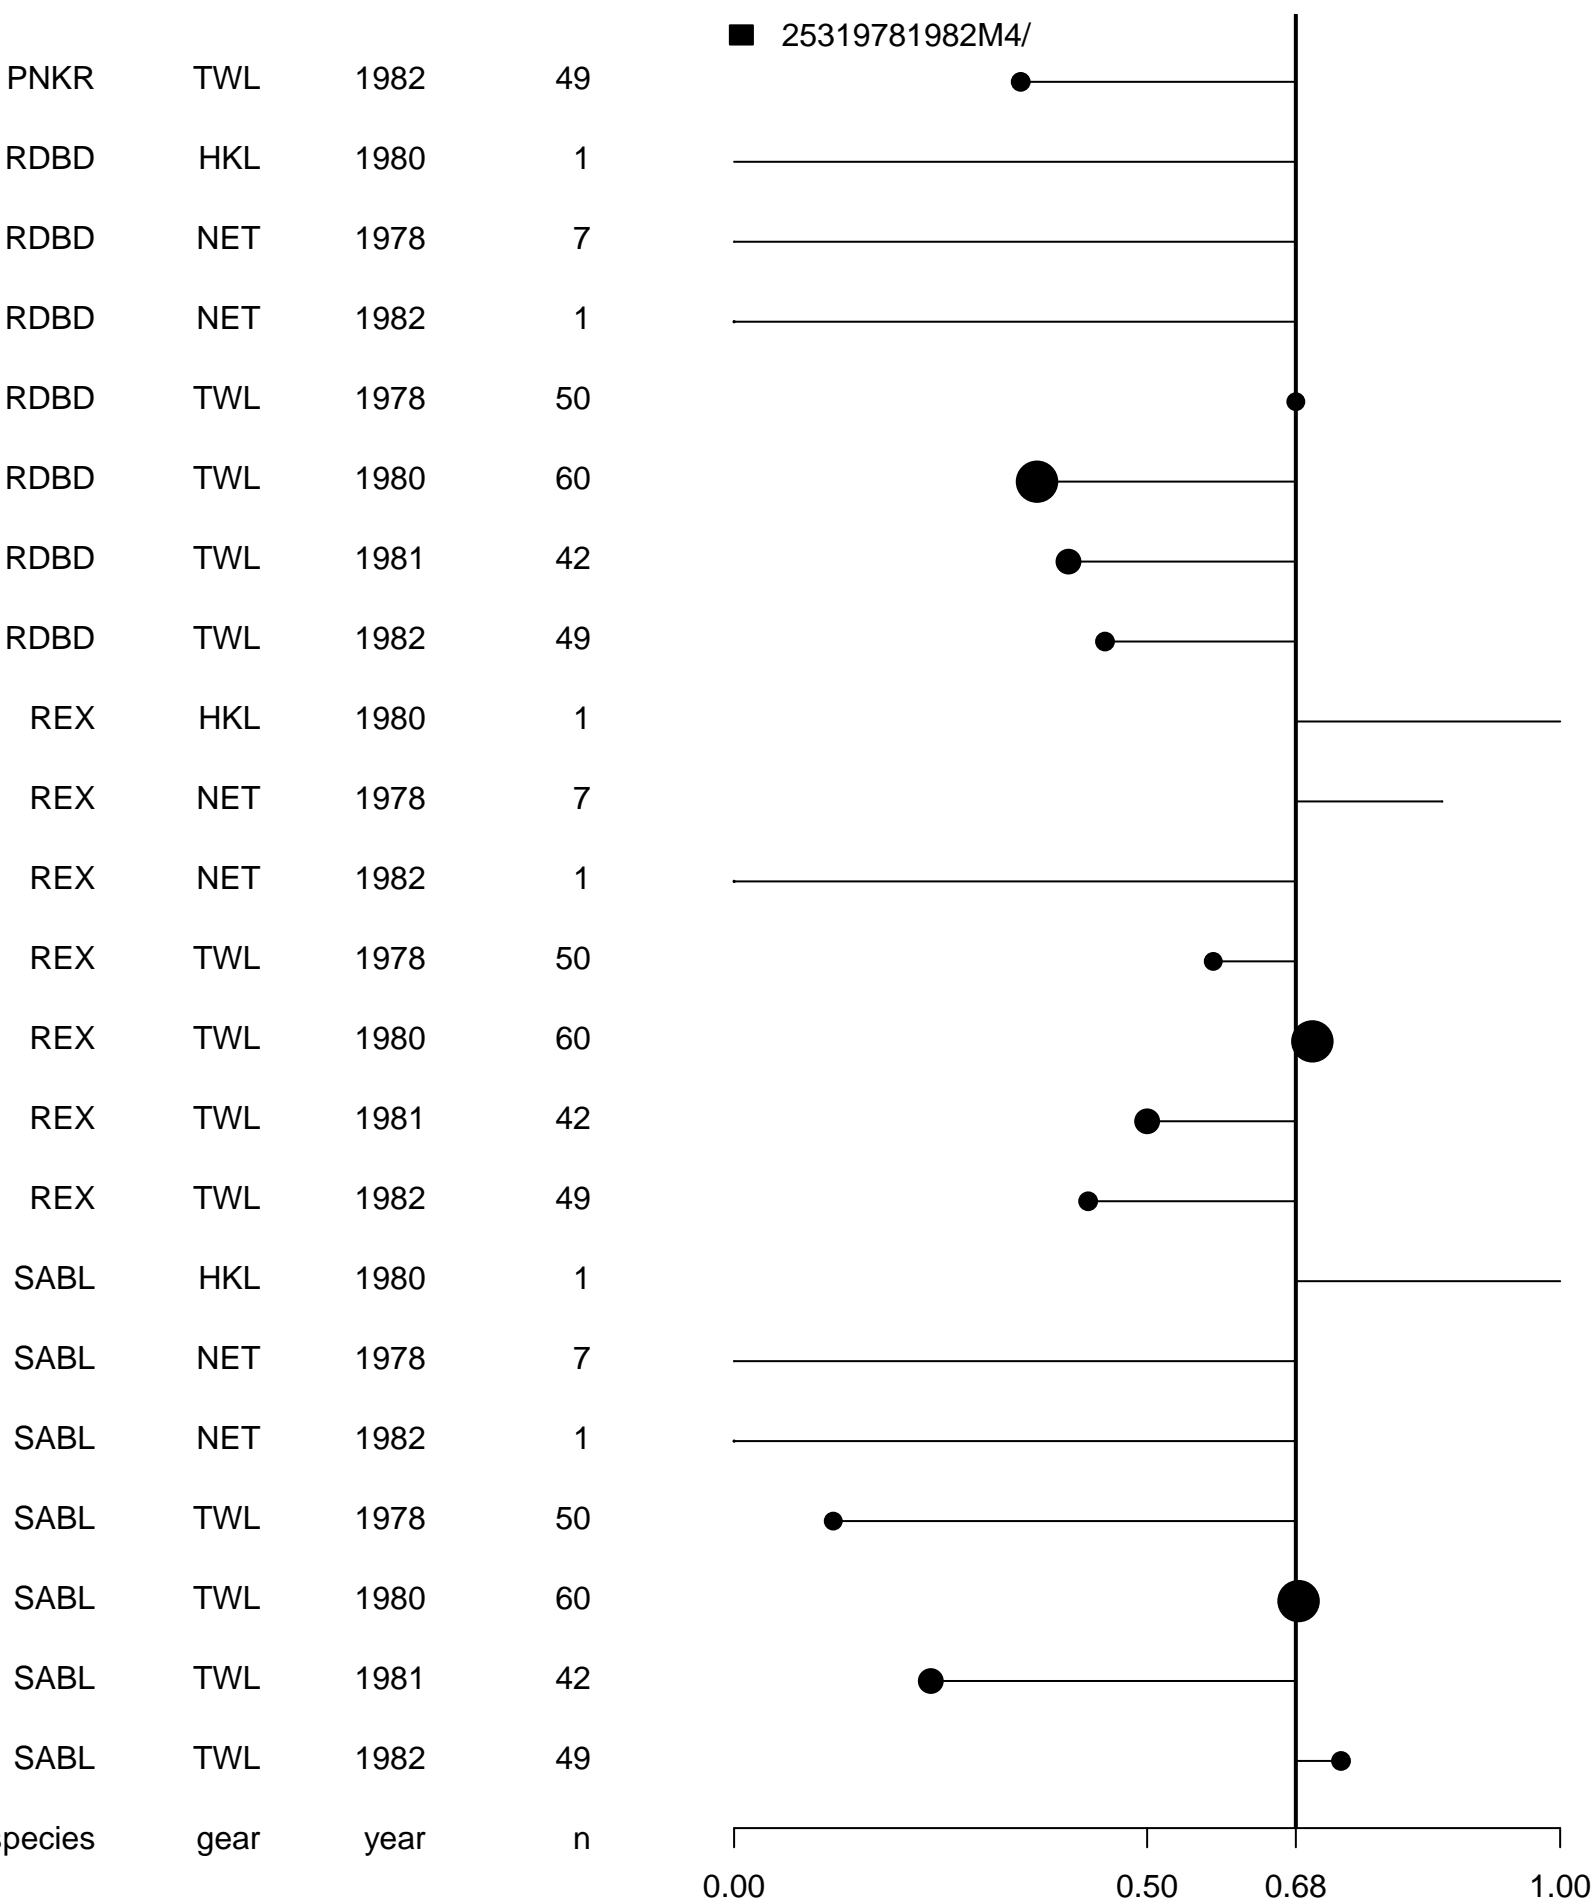 25319781982M4/
PNKR TWL 1982 49
RDBD HKL 1980 1
RDBD NET 1978 7
RDBD NET 1982 1
RDBD TWL 1978 50
RDBD TWL 1980 60
RDBD TWL 1981 42
RDBD TWL 1982 49
REX HKL 1980 1
REX NET 1978 7
REX NET 1982 1
REX TWL 1978 50
REX TWL 1980 60
REX TWL 1981 42
REX TWL 1982 49
SABL HKL 1980 1
SABL NET 1978 7
SABL NET 1982 1
SABL TWL 1978 50
SABL TWL 1980 60
SABL TWL 1981 42
SABL TWL 1982 49
species gear year n
0.00 0.50 0.68 1.00